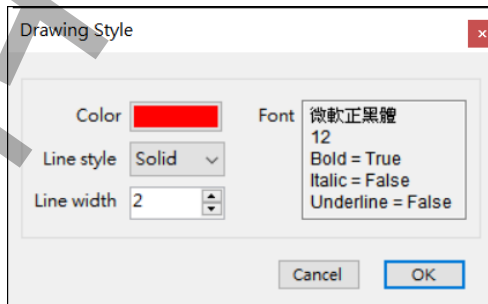 Drawing Style
Color
Line style Solid
Line width 2
Font
微軟正黑體
12
Bold = True
Italic = False
Underline = False
Cancel OK